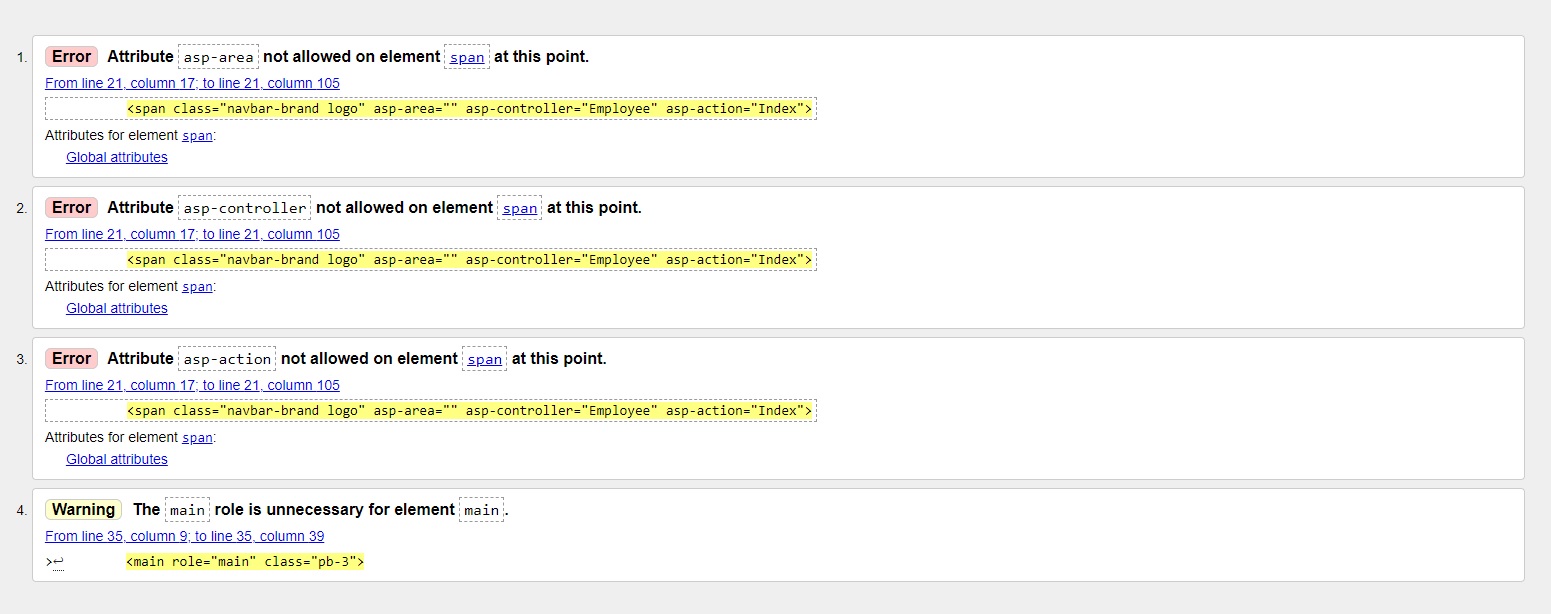 1. Error Attribute asp-area not allowed on element span at this point.
From line 21, column 17; to line 21, column 105
<span class="navbar-brand logo" asp-area="" asp-controller="Employee" asp-action="Index">
Attributes for element span:
Global attributes
2. Error Attribute asp-controller not allowed on element span at this point.
From line 21, column 17; to line 21, column 105
<span class="navbar-brand logo" asp-area="" asp-controller="Employee" asp-action="Index">
Attributes for element span:
Global attributes
3. Error Attribute asp-action not allowed on element span at this point.
From line 21, column 17; to line 21, column 105
<span class="navbar-brand logo" asp-area="" asp-controller="Employee" asp-action="Index">
Attributes for element span:
Global attributes
4. Warning The main role is unnecessary for element main.
From line 35, column 9; to line 35, column 39
>↩ <main role="main" class="pb-3">